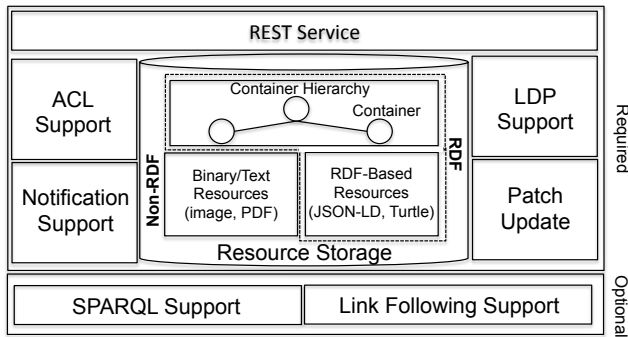 REST Service
ACL
Support
Notification
Support
Non-RDF
Container Hierarchy
Container
RDF
Binary/Text
Resources
(image, PDF)
RDF-Based
Resources
(JSON-LD, Turtle)
Resource Storage
LDP
Support
Patch
Update
Required
SPARQL Support
Link Following Support
Optional